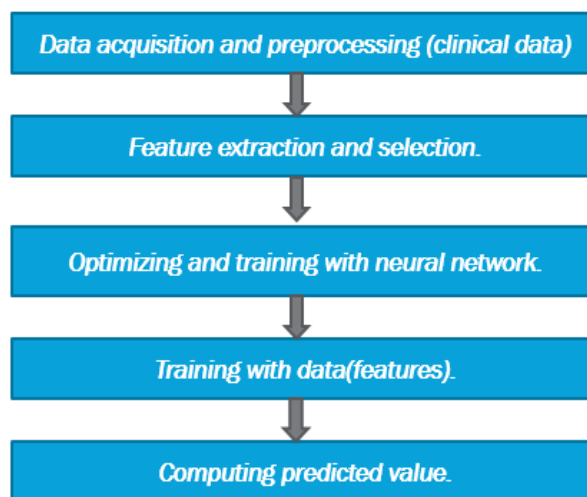 Data acquisition and preprocessing (clinical data)
Feature extraction and selection.
Optimizing and training with neural network.
Training with data(features).
Computing predicted value.